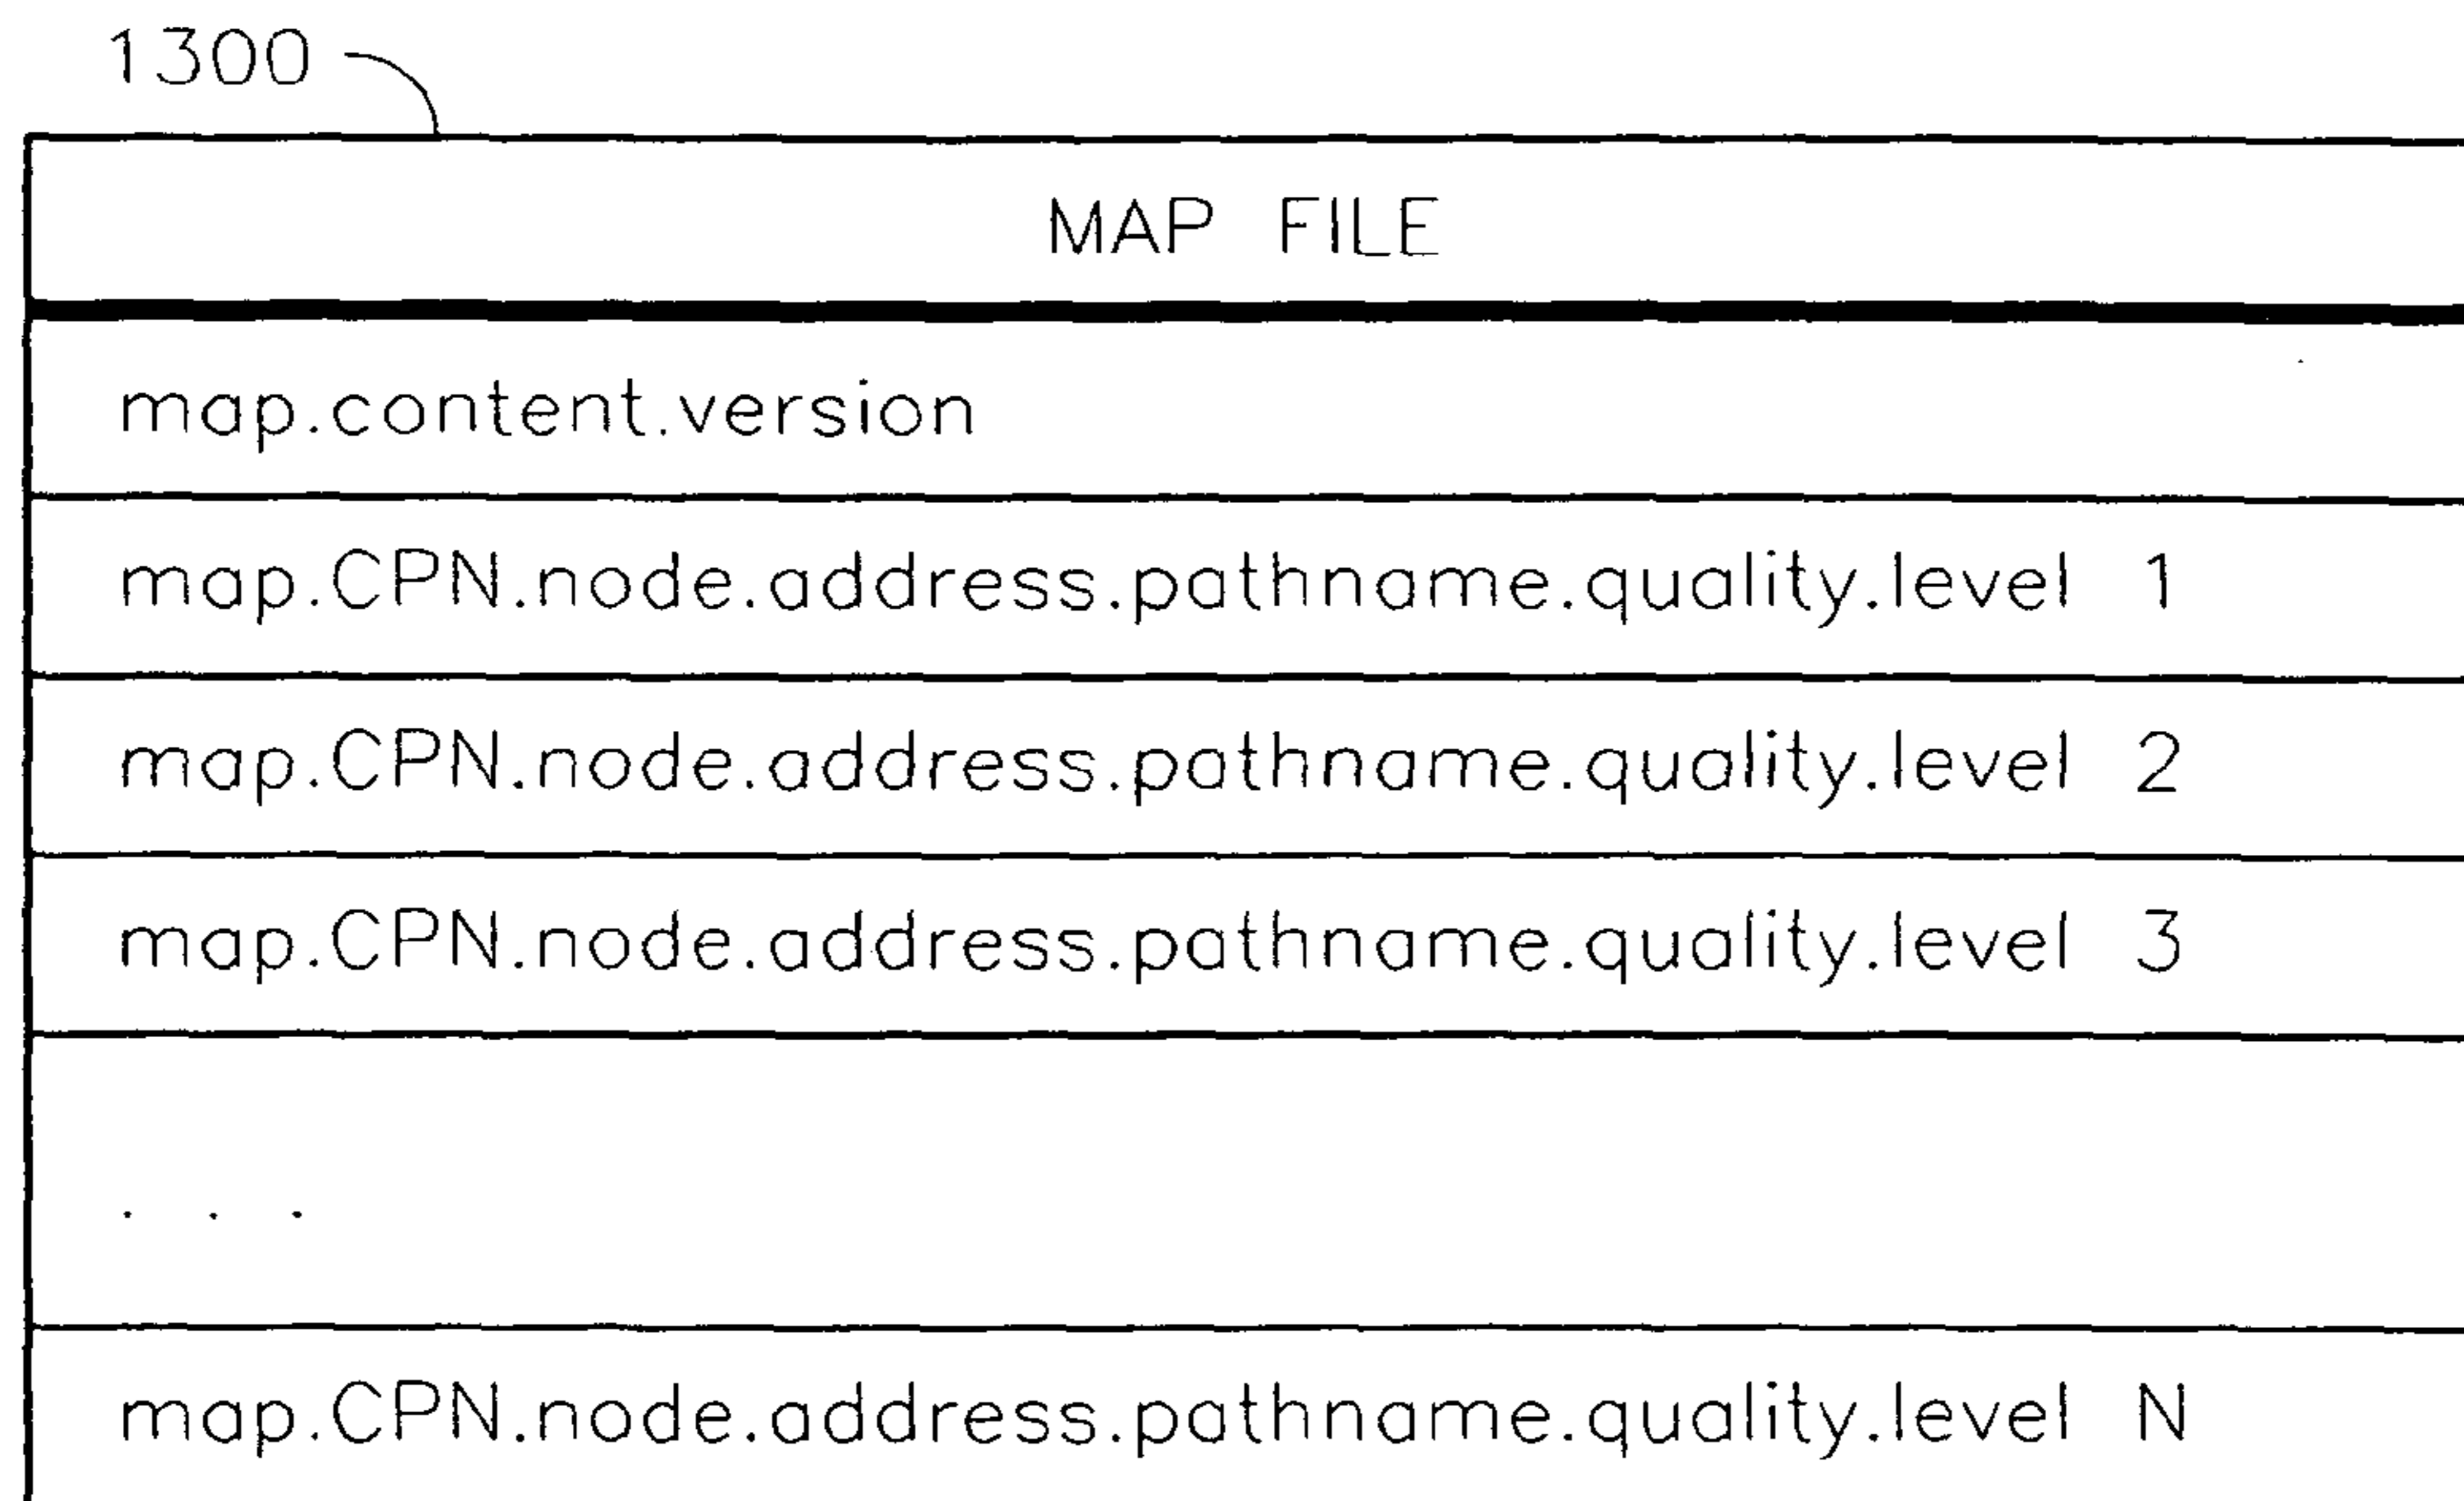 1300
MAP FILE
map.content.version
map.CPN.node.address.pathname.quality.level 1
map.CPN.node.address.pathname.quality.level 2
map.CPN.node.address.pathname.quality.level 3
. . .
map.CPN.node.address.pathname.quality.level N